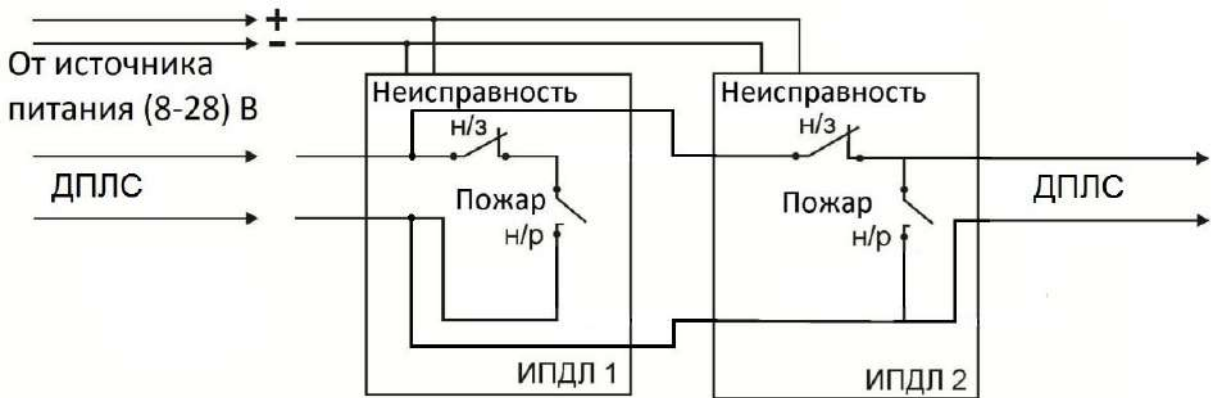 +
-
От источника
питания (8-28) В
ДПЛС
Неисправность
н/з
Пожар
н/р
ИПДЛ 1
Неисправность
н/з
Пожар
н/р
ИПДЛ 2
ДПЛС